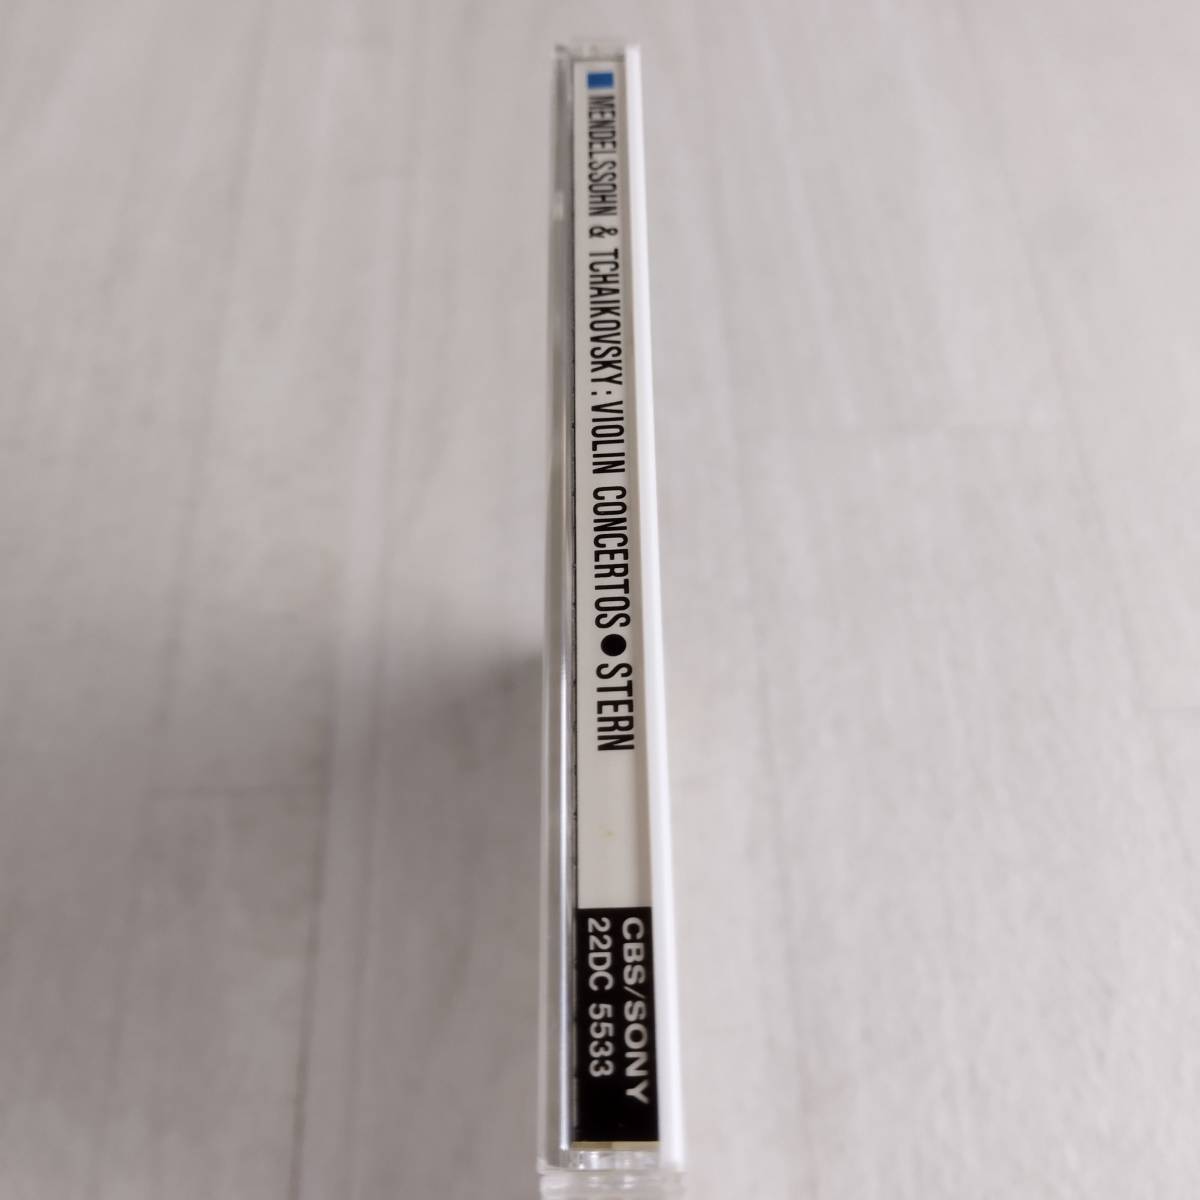 MENDELSSOHN & TCHAIKOVSKY: VIOLIN CONCERTOS●STERN
CBS/SONY
22DC 5533